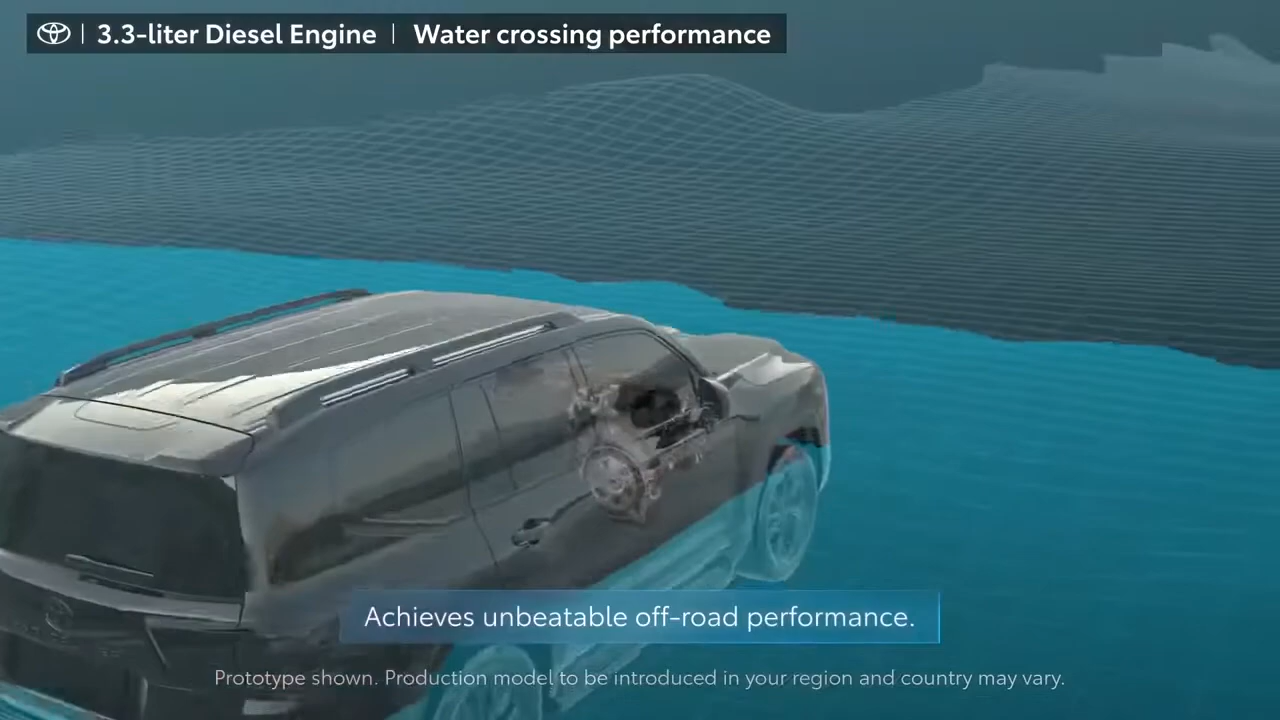 3.3-liter Diesel Engine | Water crossing performance
Achieves unbeatable off-road performance.
Prototype shown. Production model to be introduced in your region and country may vary.